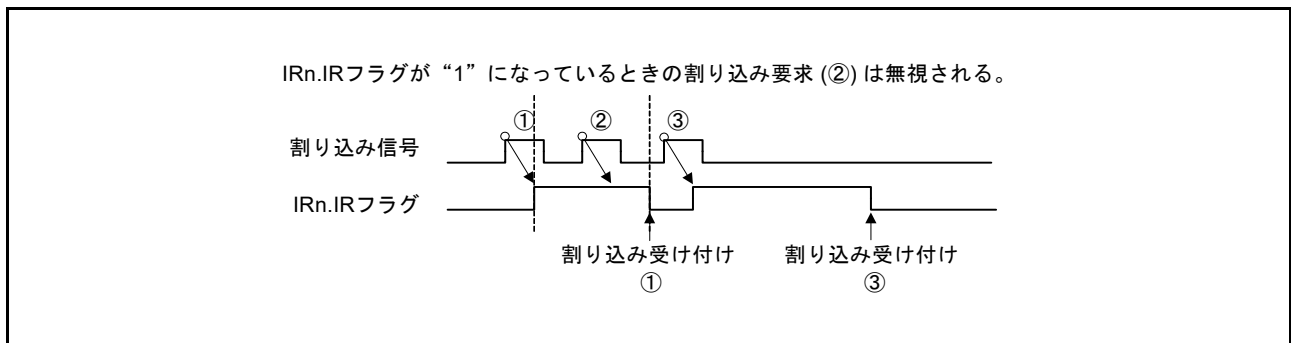 IRn.IRフラグが“1”になっているときの割り込み要求 (②) は無視される。
① ② ③
割り込み信号
IRn.IRフラグ
割り込み受け付け 割り込み受け付け
① ③